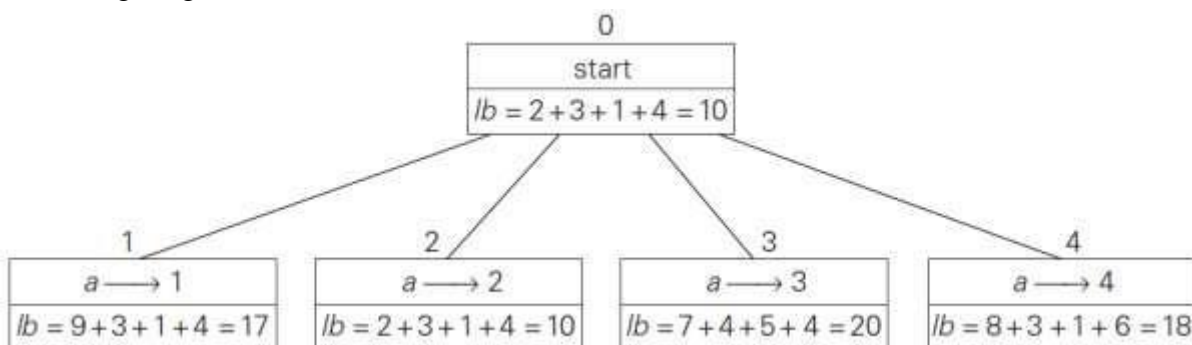 0
start
lb = 2 + 3 + 1 + 4 = 10
1
2
3
4
a ⟶ 1
a ⟶ 2
a ⟶ 3
a ⟶ 4
lb = 9 + 3 + 1 + 4 = 17
lb = 2 + 3 + 1 + 4 = 10
lb = 7 + 4 + 5 + 4 = 20
lb = 8 + 3 + 1 + 6 = 18